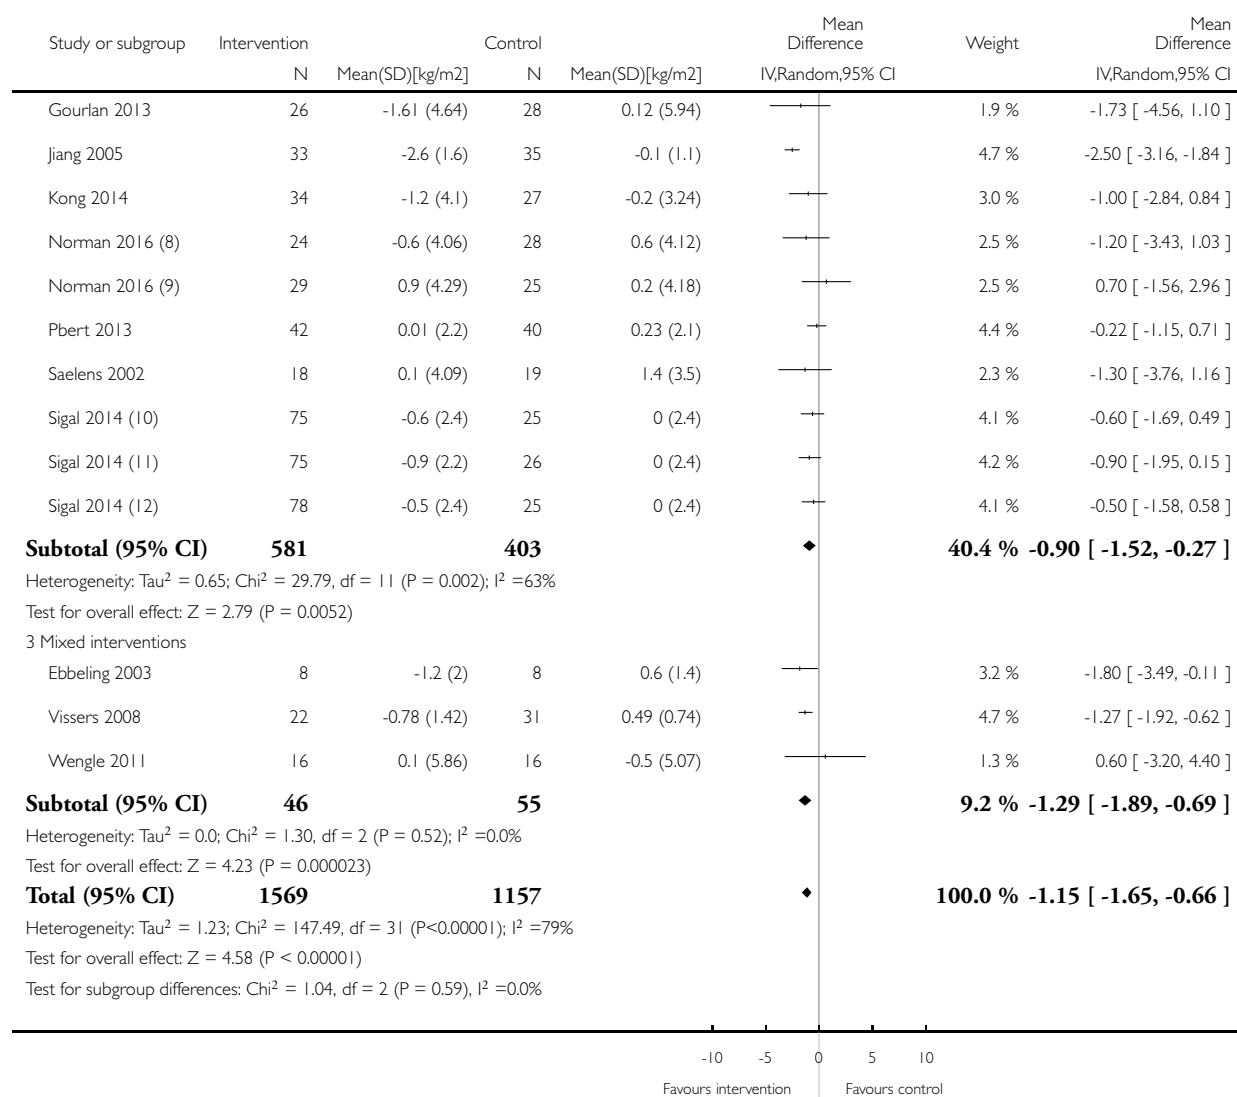 Mean Mean
Study or subgroup Intervention Control Difference Weight Difference
N Mean(SD)[kg/m2] N Mean(SD)[kg/m2] IV,Random,95% CI IV,Random,95% CI
Gourlan 2013 26 -1.61 (4.64) 28 0.12 (5.94) 1.9 % -1.73 [ -4.56, 1.10 ]
Jiang 2005 33 -2.6 (1.6) 35 -0.1 (1.1) 4.7 % -2.50 [ -3.16, -1.84 ]
Kong 2014 34 -1.2 (4.1) 27 -0.2 (3.24) 3.0 % -1.00 [ -2.84, 0.84 ]
Norman 2016 (8) 24 -0.6 (4.06) 28 0.6 (4.12) 2.5 % -1.20 [ -3.43, 1.03 ]
Norman 2016 (9) 29 0.9 (4.29) 25 0.2 (4.18) 2.5 % 0.70 [ -1.56, 2.96 ]
Pbert 2013 42 0.01 (2.2) 40 0.23 (2.1) 4.4 % -0.22 [ -1.15, 0.71 ]
Saelens 2002 18 0.1 (4.09) 19 1.4 (3.5) 2.3 % -1.30 [ -3.76, 1.16 ]
Sigal 2014 (10) 75 -0.6 (2.4) 25 0 (2.4) 4.1 % -0.60 [ -1.69, 0.49 ]
Sigal 2014 (11) 75 -0.9 (2.2) 26 0 (2.4) 4.2 % -0.90 [ -1.95, 0.15 ]
Sigal 2014 (12) 78 -0.5 (2.4) 25 0 (2.4) 4.1 % -0.50 [ -1.58, 0.58 ]
Subtotal (95% CI) 581 403 40.4 % -0.90 [ -1.52, -0.27 ]
Heterogeneity: Tau² = 0.65; Chi² = 29.79, df = 11 (P = 0.002); I² =63%
Test for overall effect: Z = 2.79 (P = 0.0052)
3 Mixed interventions
Ebbeling 2003 8 -1.2 (2) 8 0.6 (1.4) 3.2 % -1.80 [ -3.49, -0.11 ]
Vissers 2008 22 -0.78 (1.42) 31 0.49 (0.74) 4.7 % -1.27 [ -1.92, -0.62 ]
Wengle 2011 16 0.1 (5.86) 16 -0.5 (5.07) 1.3 % 0.60 [ -3.20, 4.40 ]
Subtotal (95% CI) 46 55 9.2 % -1.29 [ -1.89, -0.69 ]
Heterogeneity: Tau² = 0.0; Chi² = 1.30, df = 2 (P = 0.52); I² =0.0%
Test for overall effect: Z = 4.23 (P = 0.000023)
Total (95% CI) 1569 1157 100.0 % -1.15 [ -1.65, -0.66 ]
Heterogeneity: Tau² = 1.23; Chi² = 147.49, df = 31 (P<0.00001); I² =79%
Test for overall effect: Z = 4.58 (P < 0.00001)
Test for subgroup differences: Chi² = 1.04, df = 2 (P = 0.59), I² =0.0%
-10 -5 0 5 10
Favours intervention Favours control